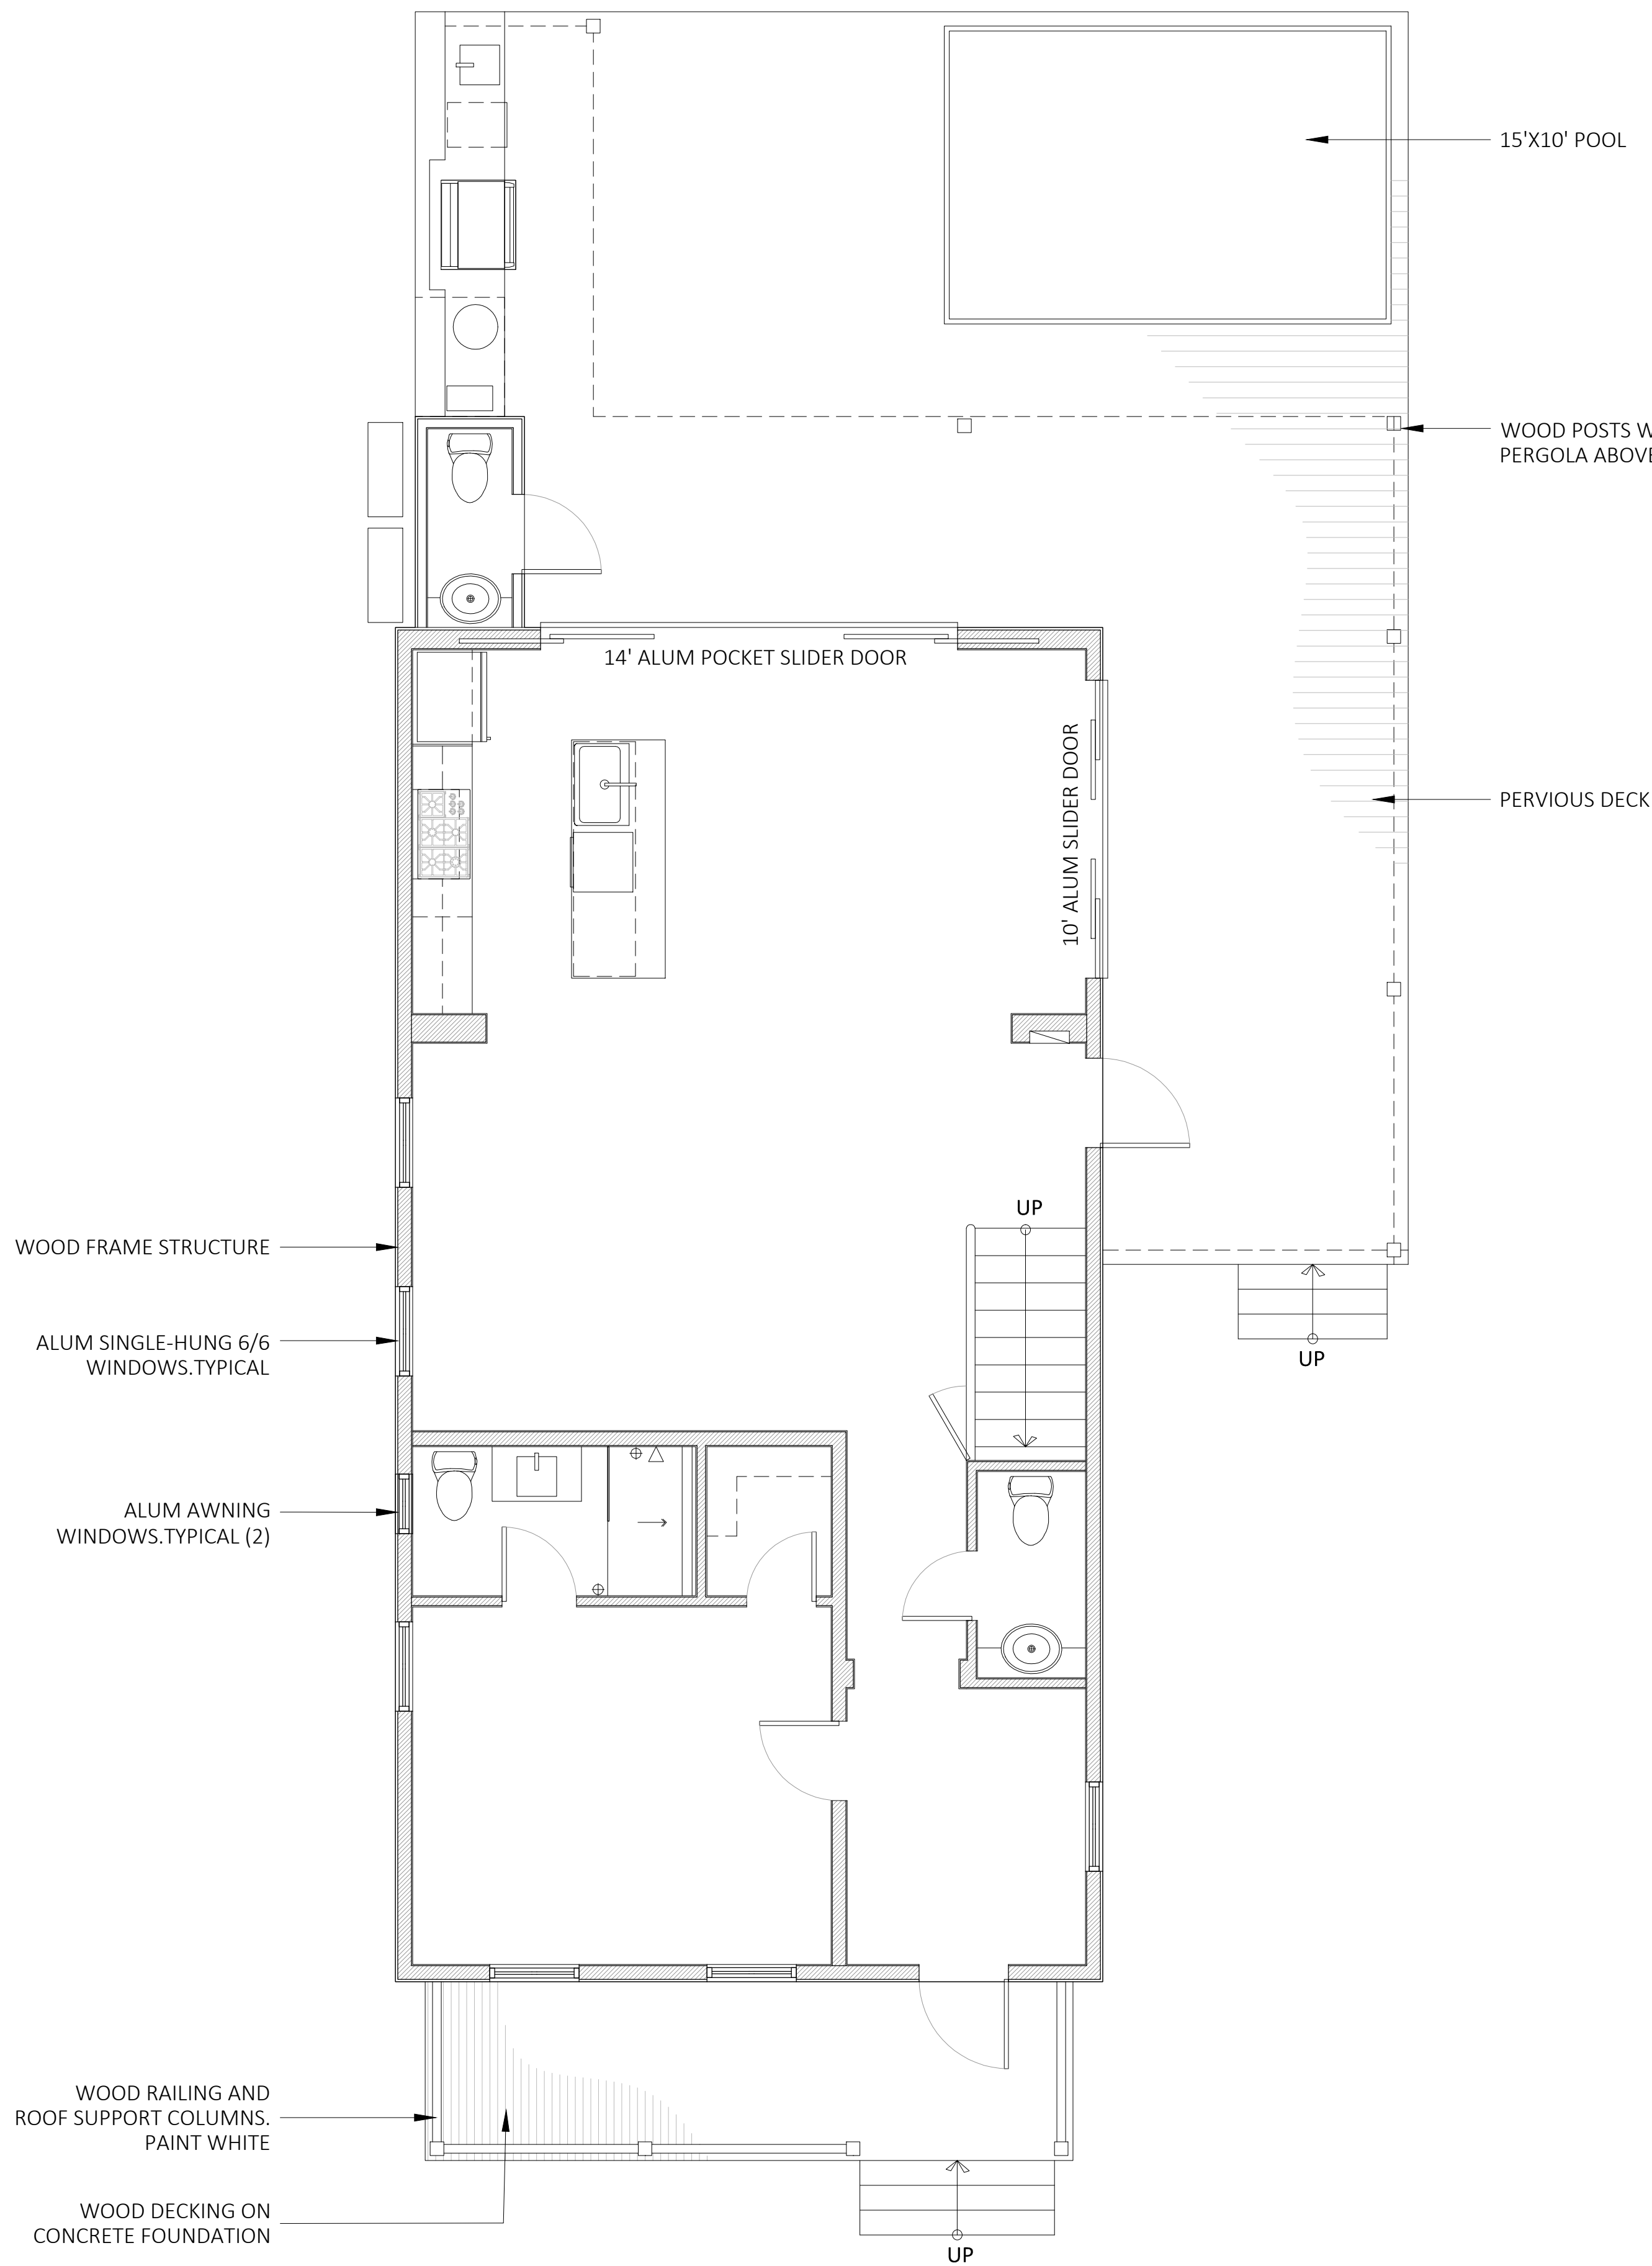 15'X10' POOL
WOOD POSTS W
PERGOLA ABOVE
14' ALUM POCKET SLIDER DOOR
10' ALUM SLIDER DOOR
PERVIOUS DECK
UP
WOOD FRAME STRUCTURE
ALUM SINGLE-HUNG 6/6
WINDOWS.TYPICAL
UP
ALUM AWNING
WINDOWS.TYPICAL (2)
WOOD RAILING AND
ROOF SUPPORT COLUMNS.
PAINT WHITE
WOOD DECKING ON
CONCRETE FOUNDATION
UP